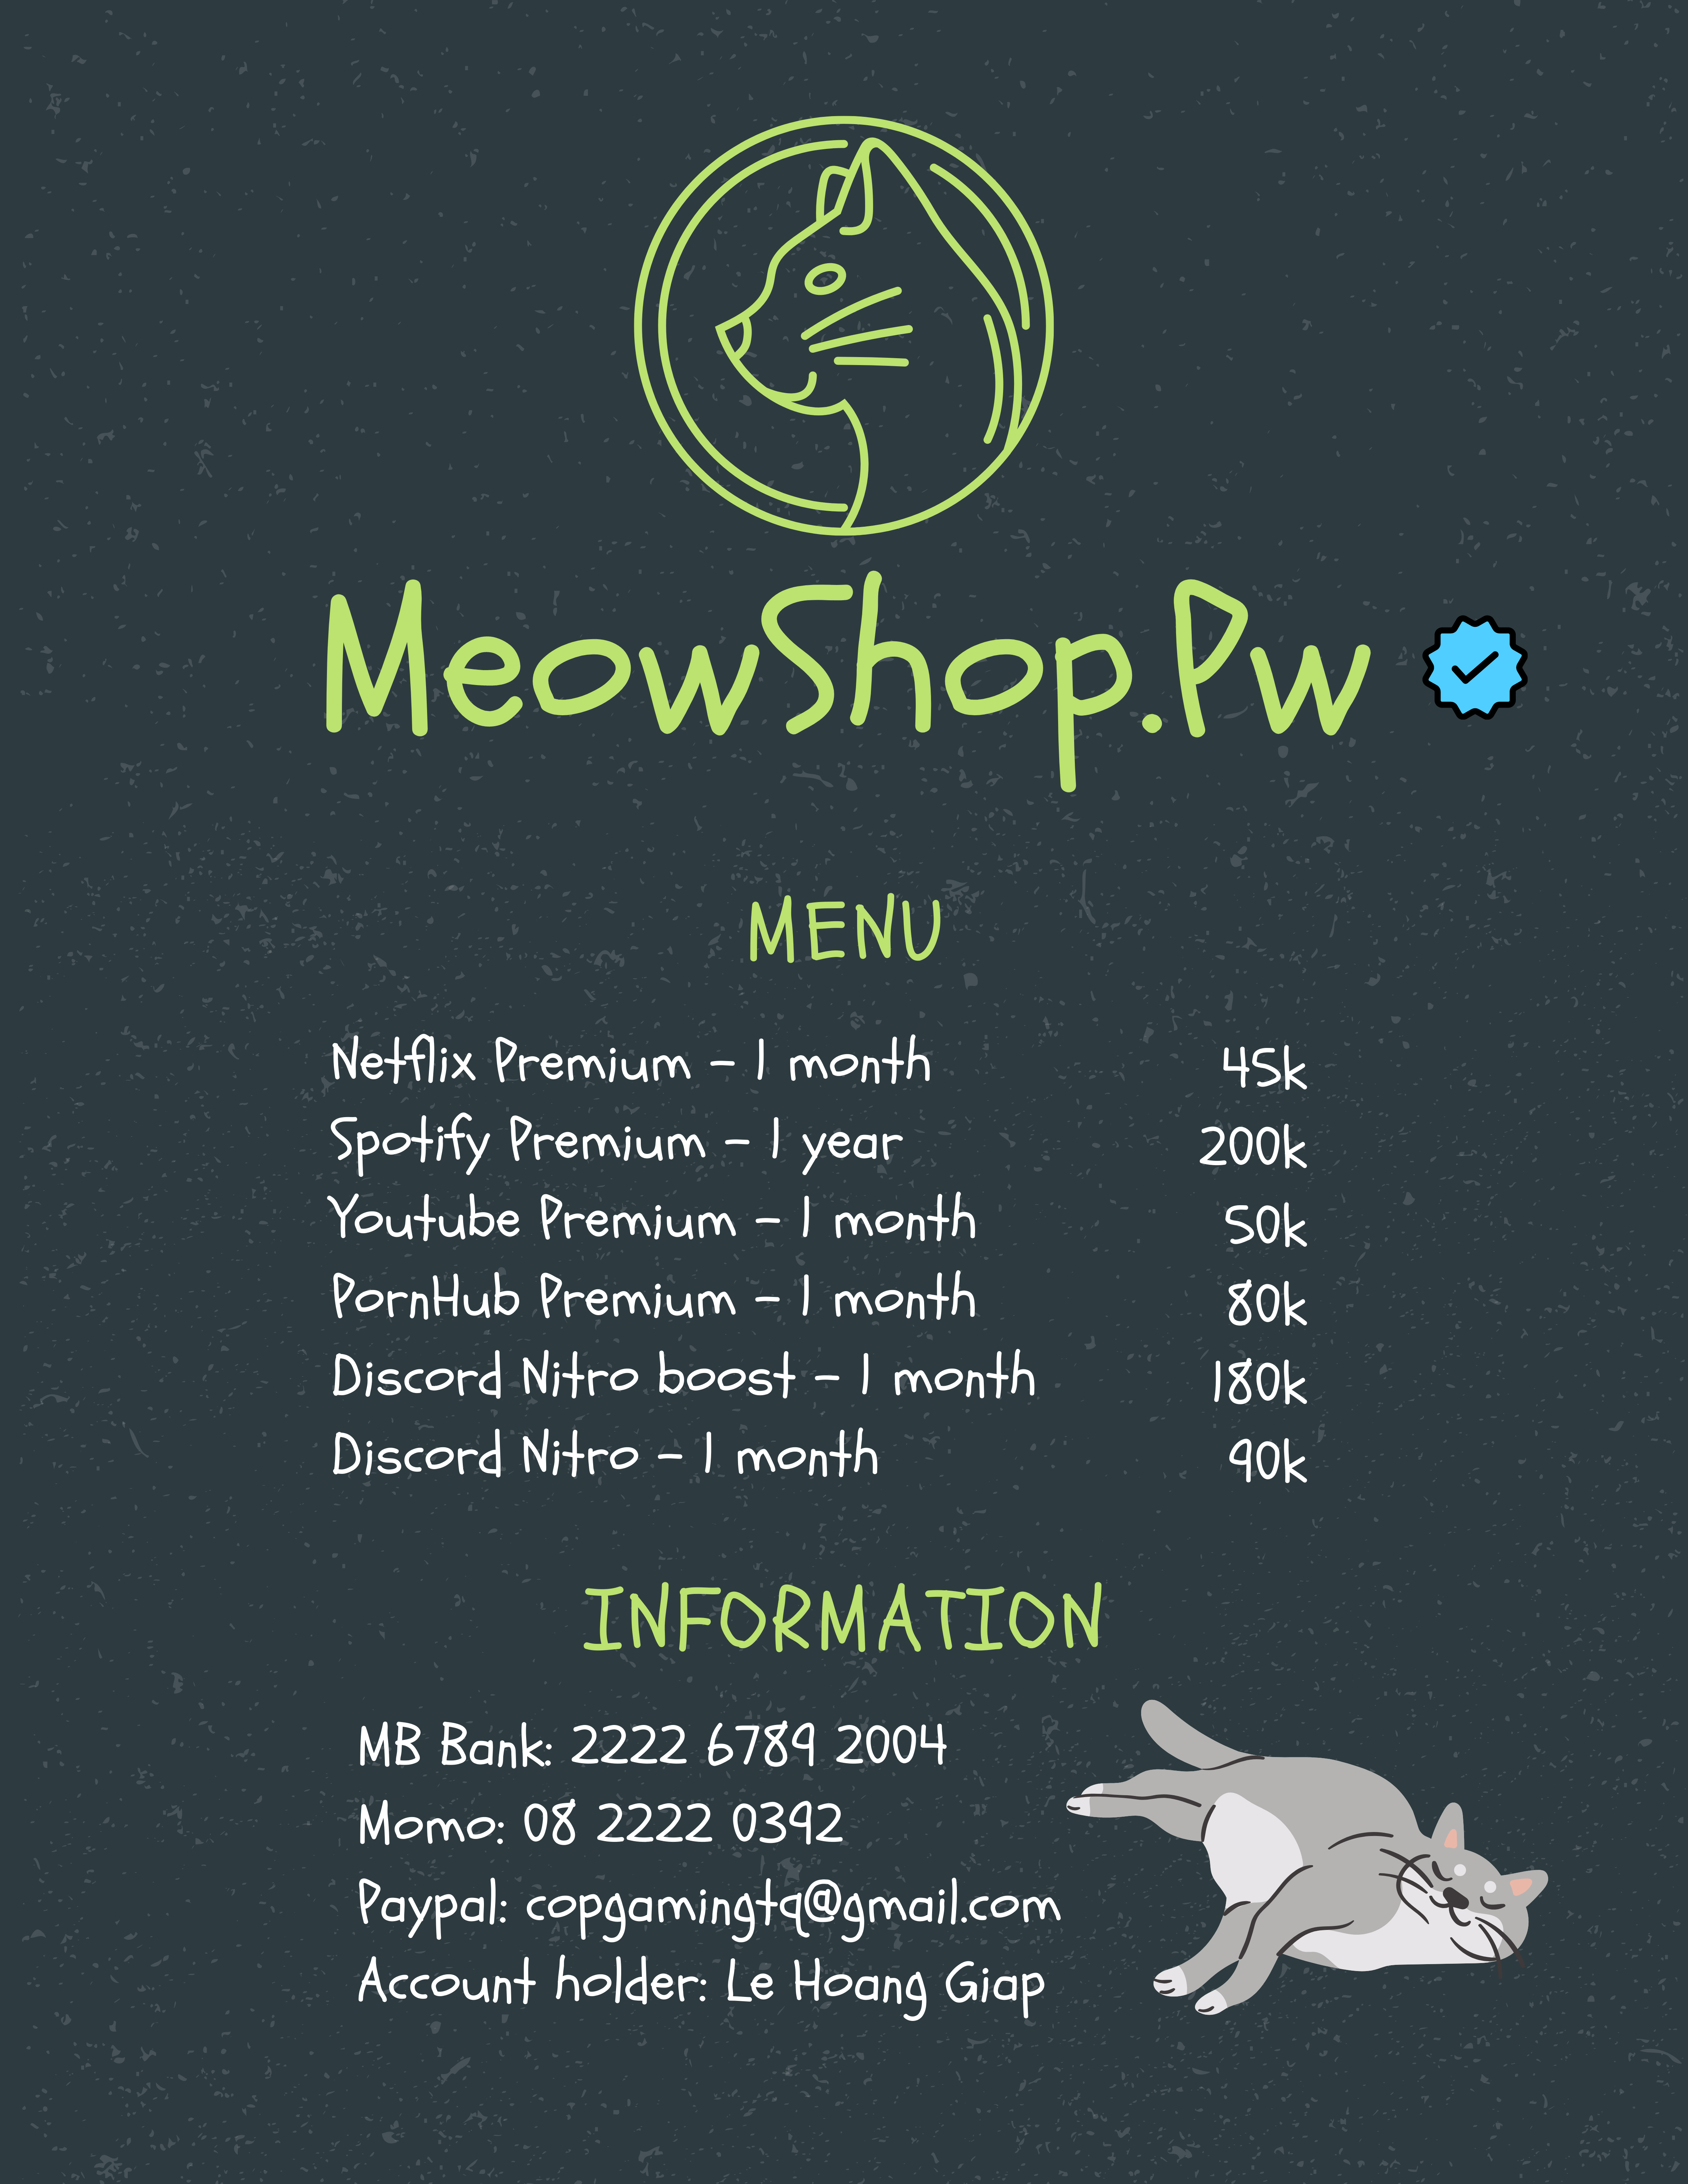 MeowShop.Pw
MENU
Netflix Premium - 1 month 45k
Spotify Premium - 1 year 200k
Youtube Premium - 1 month 50k
PornHub Premium - 1 month 80k
Discord Nitro boost - 1 month 180k
Discord Nitro - 1 month 90k
INFORMATION
MB Bank: 2222 6789 2004
Momo: 08 2222 0392
Paypal: copgamingtq@gmail.com
Account holder: Le Hoang Giap